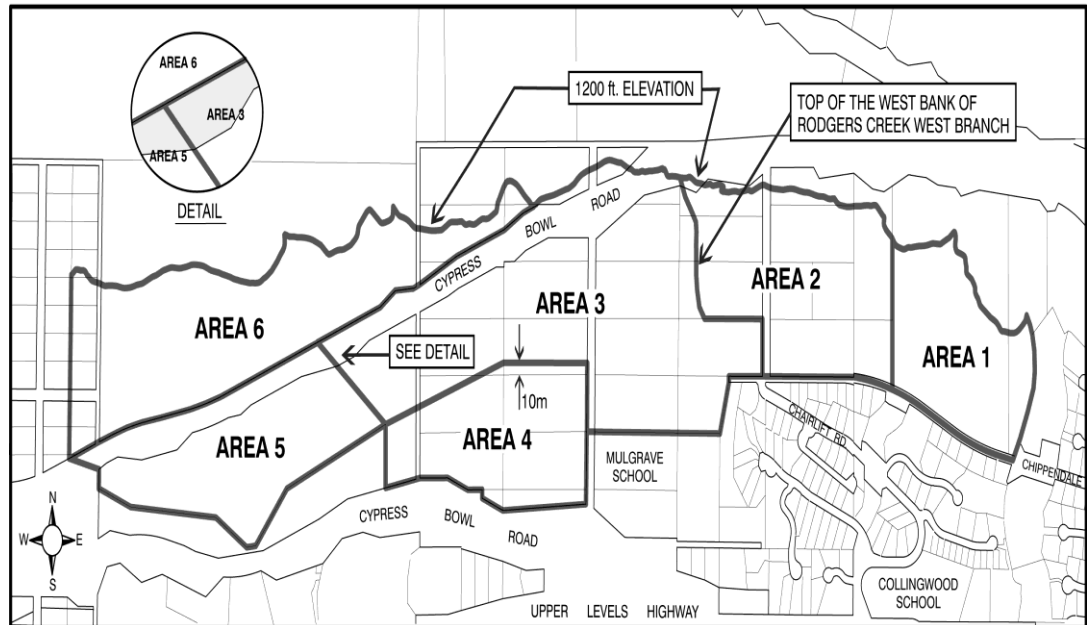 AREA 6
AREA 3
AREA 5
DETAIL
1200 ft. ELEVATION
TOP OF THE WEST BANK OF
RODGERS CREEK WEST BRANCH
CYPRESS BOWL ROAD
AREA 6
AREA 3
AREA 2
AREA 1
SEE DETAIL
10m
AREA 5
AREA 4
MULGRAVE
SCHOOL
CHAIRLIFT RD.
CHIPPENDALE
CYPRESS BOWL ROAD
N
W
E
S
COLLINGWOOD
SCHOOL
UPPER LEVELS HIGHWAY